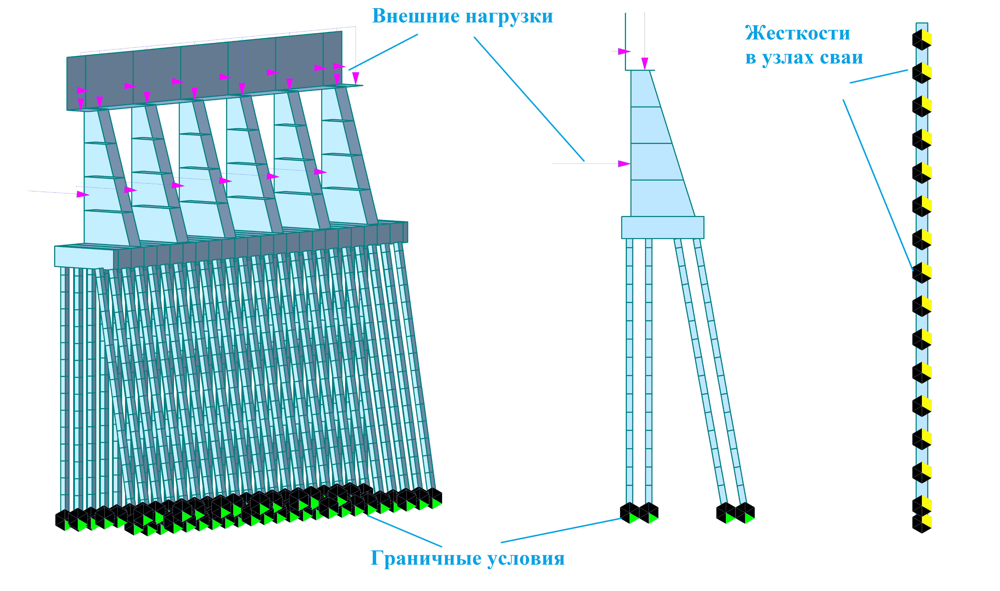 Внешние нагрузки
Жесткости
в узлах сваи
Граничные условия